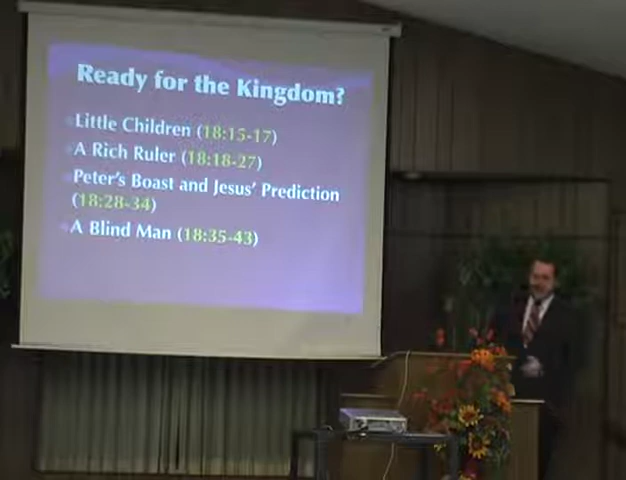 Ready for the Kingdom?
Little Children (18:15-17)
A Rich Ruler (18:18-27)
Peter's Boast and Jesus' Prediction
(18:28-34)
A Blind Man (18:35-43)